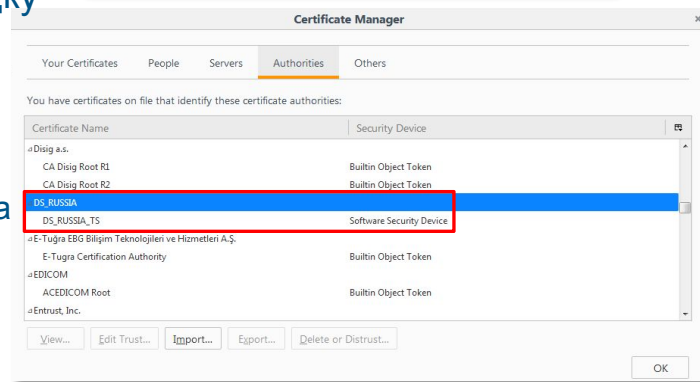 Certificate Manager
×
Your Certificates People Servers Authorities Others
You have certificates on file that identify these certificate authorities:
Certificate Name Security Device
Disig a.s.
CA Disig Root R1 Builtin Object Token
CA Disig Root R2 Builtin Object Token
DS_RUSSIA
а
DS_RUSSIA_TS Software Security Device
E-Tuğra EBG Bilişim Teknolojileri ve Hizmetleri A.Ş.
E-Tugra Certification Authority Builtin Object Token
EDICOM
ACEDICOM Root Builtin Object Token
Entrust, Inc.
View... Edit Trust... Import... Export... Delete or Distrust...
OK